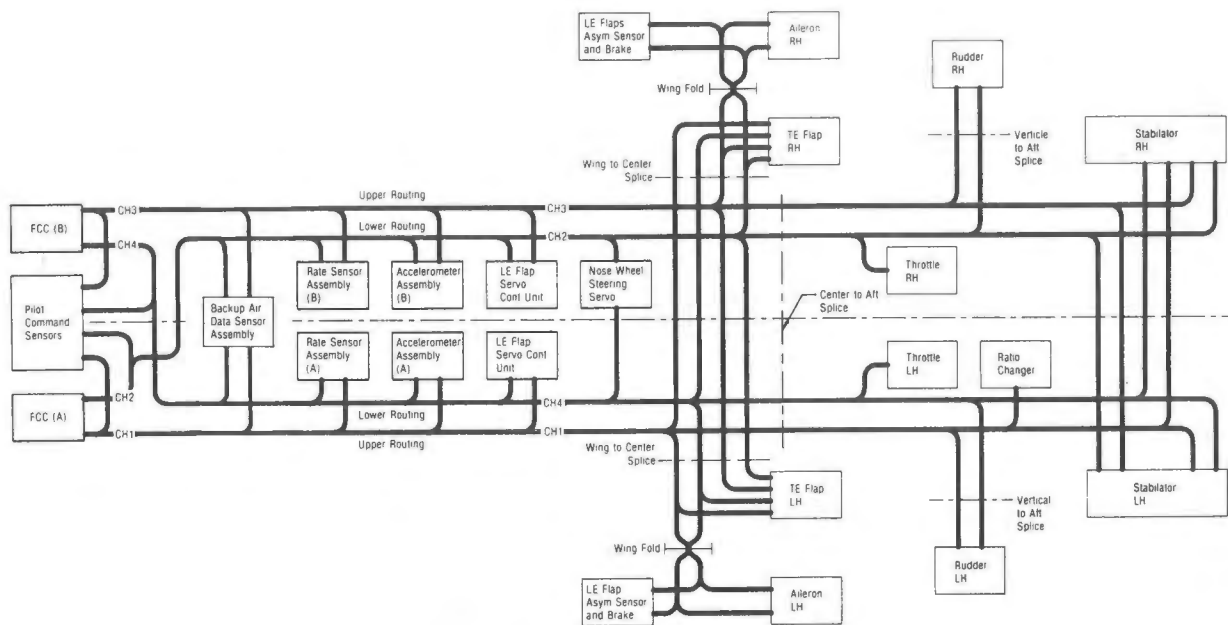 LE Flaps
Asym Sensor
and Brake
Aileron
RH
Wing Fold
Rudder
RH
TE Flap
RH
Verticle
to Aft
Splice
Stabilator
RH
Wing to Center
Splice
Upper Routing
FCC (B)
CH3
CH3
CH4
Lower Routing
CH2
Pilot
Command
Sensors
Backup Air
Data Sensor
Assembly
Rate Sensor
Assembly
(B)
Accelerometer
Assembly
(B)
LE Flap
Servo
Cont Unit
Nose Wheel
Steering
Servo
Throttle
RH
Center to Aft
Splice
Rate Sensor
Assembly
(A)
Accelerometer
Assembly
(A)
LE Flap
Servo Cont
Unit
Throttle
LH
Ratio
Changer
FCC (A)
CH2
CH4
Lower Routing
CH1
CH1
Upper Routing
Wing to Center
Splice
TE Flap
LH
Vertical
to Aft
Splice
Stabilator
LH
Wing Fold
Rudder
LH
LE Flap
Asym Sensor
and Brake
Aileron
LH